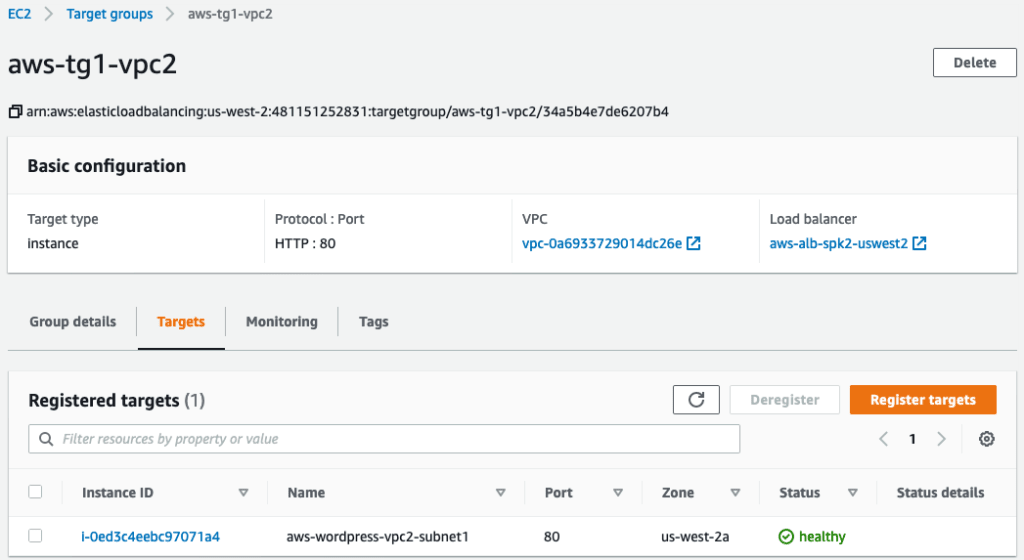 EC2 > Target groups > aws-tg1-vpc2
aws-tg1-vpc2
Delete
arn:aws:elasticloadbalancing:us-west-2:481151252831:targetgroup/aws-tg1-vpc2/34a5b4e7de6207b4
Basic configuration
Target type Protocol : Port VPC Load balancer
instance HTTP : 80 vpc-0a6933729014dc26e aws-alb-spk2-uswest2
Group details Targets Monitoring Tags
Registered targets (1) Deregister Register targets
Filter resources by property or value < 1 >
Instance ID Name Port Zone Status Status details
i-0ed3c4eebc97071a4 aws-wordpress-vpc2-subnet1 80 us-west-2a healthy